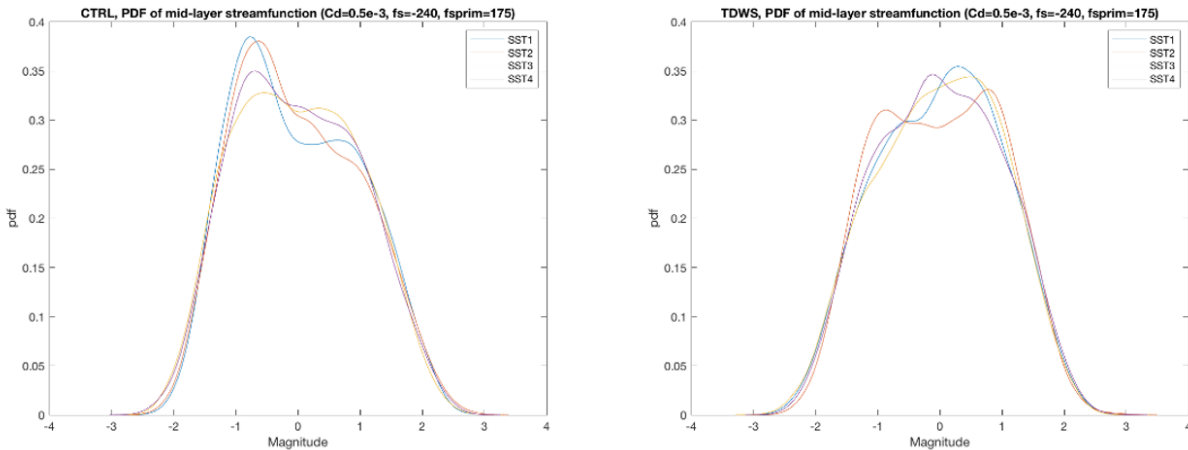 CTRL, PDF of mid-layer streamfunction (Cd=0.5e-3, fs=-240, fsprim=175)
0.4
0.35
0.3
0.25
0.2
0.15
0.1
0.05
0
pdf
-4 -3 -2 -1 0 1 2 3 4
Magnitude
SST1
SST2
SST3
SST4
TDWS, PDF of mid-layer streamfunction (Cd=0.5e-3, fs=-240, fsprim=175)
0.4
0.35
0.3
0.25
0.2
0.15
0.1
0.05
0
pdf
-4 -3 -2 -1 0 1 2 3 4
Magnitude
SST1
SST2
SST3
SST4